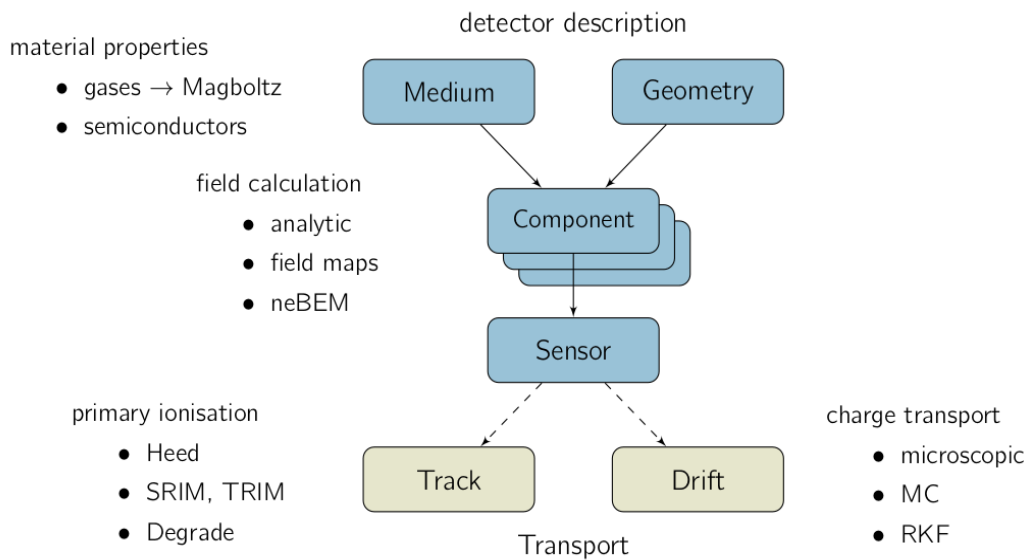 detector description
material properties
• gases → Magboltz
• semiconductors
Medium
Geometry
field calculation
• analytic
• field maps
• neBEM
Component
Sensor
primary ionisation
• Heed
• SRIM, TRIM
• Degrade
Track
Drift
charge transport
• microscopic
• MC
• RKF
Transport